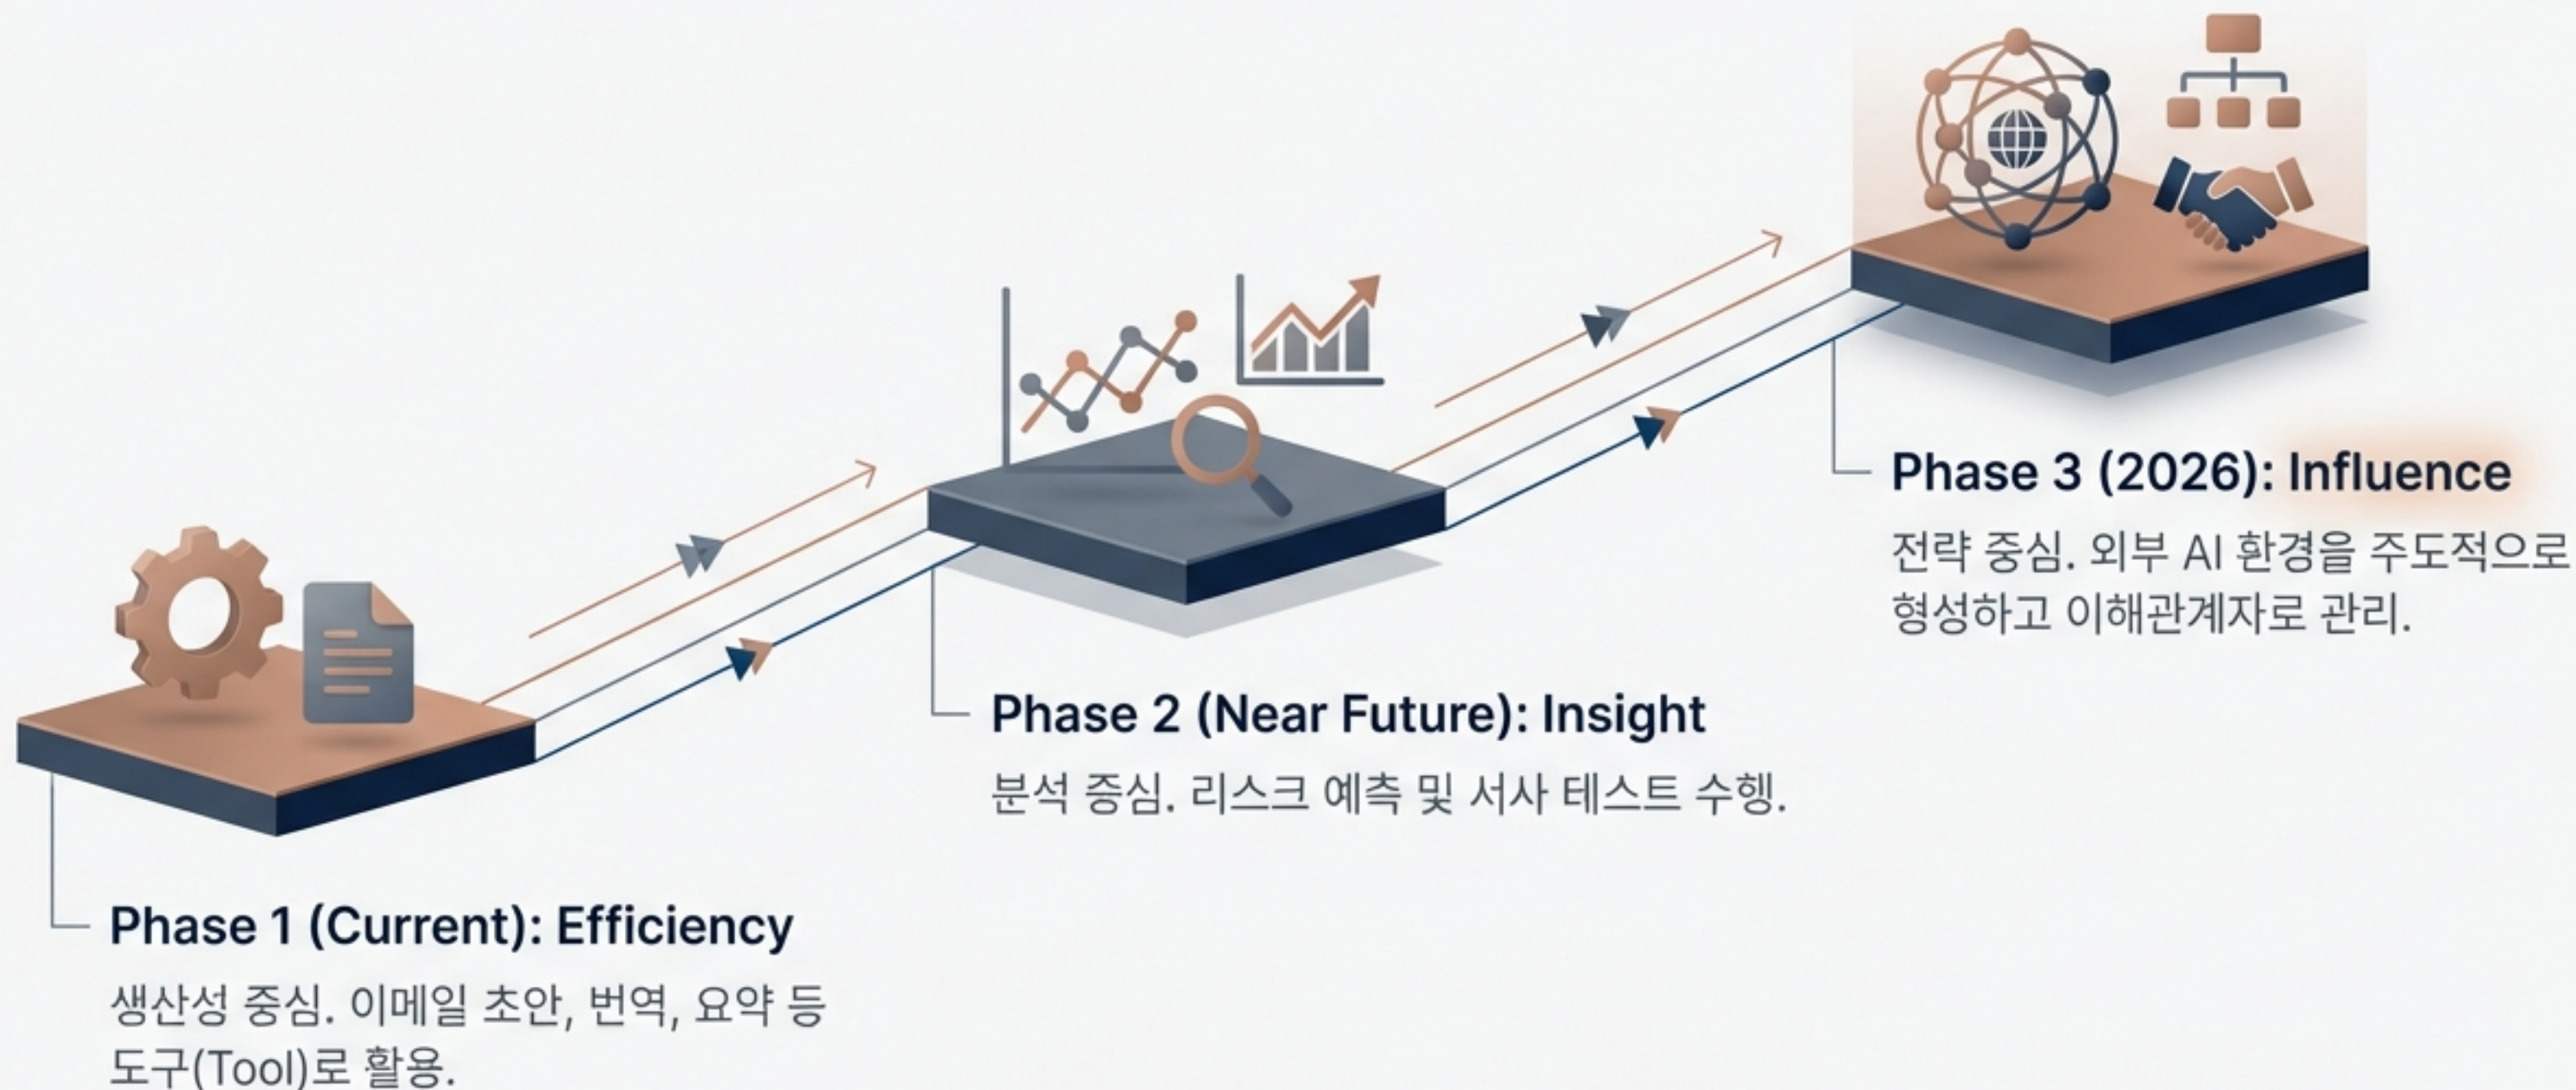 Phase 1 (Current): Efficiency
생산성 중심. 이메일 초안, 번역, 요약 등
도구(Tool)로 활용.
Phase 2 (Near Future): Insight
분석 중심. 리스크 예측 및 서사 테스트 수행.
Phase 3 (2026): Influence
전략 중심. 외부 AI 환경을 주도적으로
형성하고 이해관계자로 관리.